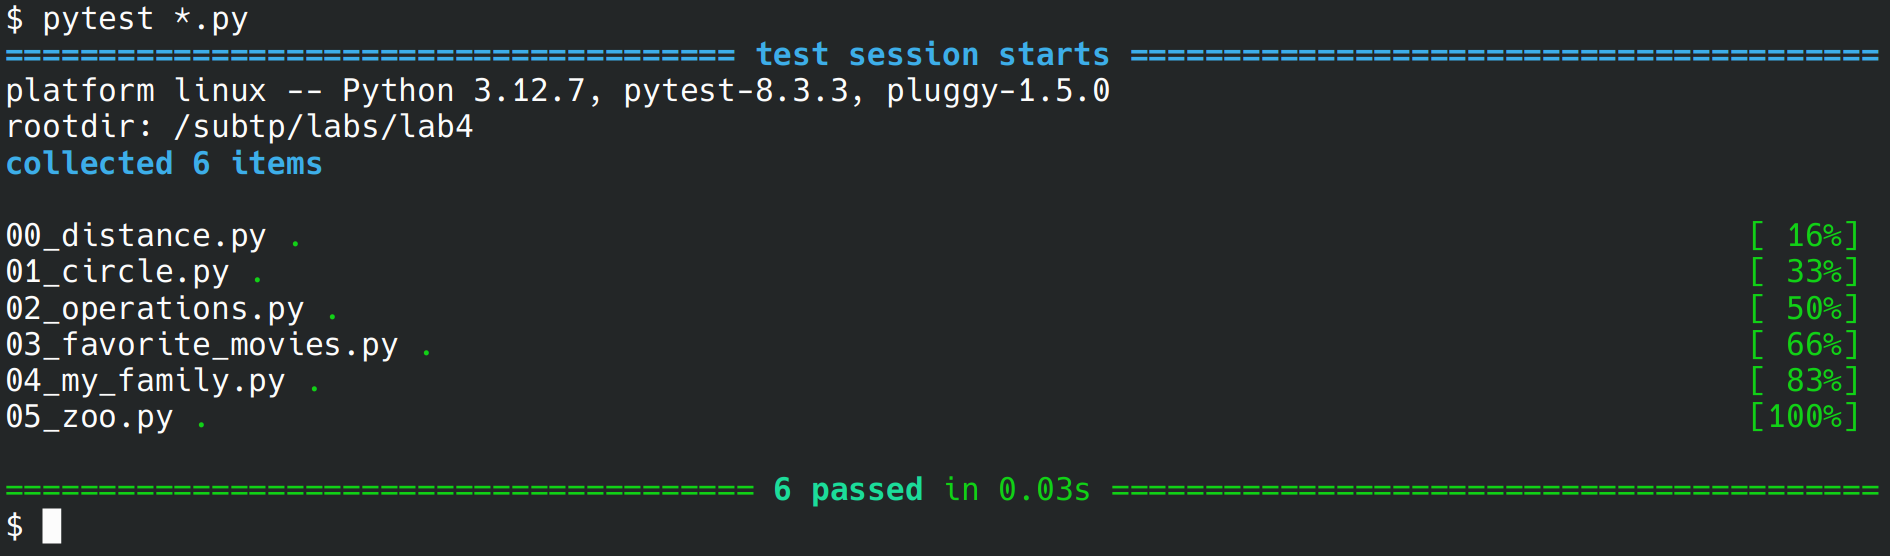 $ pytest *.py
======================================= test session starts ========================================
platform linux -- Python 3.12.7, pytest-8.3.3, pluggy-1.5.0
rootdir: /subtp/labs/lab4
collected 6 items
00_distance.py . [ 16%]
01_circle.py . [ 33%]
02_operations.py . [ 50%]
03_favorite_movies.py . [ 66%]
04_my_family.py . [ 83%]
05_zoo.py . [100%]
======================================== 6 passed in 0.03s =========================================
$